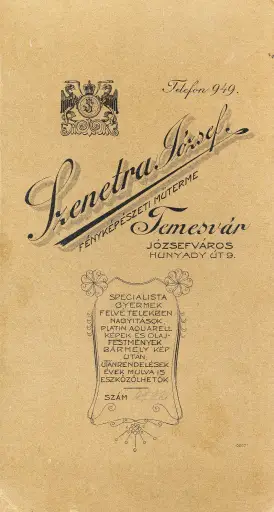 Telefon 949.
Szenetra József
FÉNYKÉPÉSZETI MŰTERME
Temesvár
JÓZSEFVÁROS
HUNYADY ÚT 9.
SPECIALISTA
GYERMEK
FELVÉTELEKBEN
NAGYITÁSOK
PLATIN AQUARELL
KÉPEK ÉS OLAJ-
FESTMÉNYEK
BÁRMELY KÉP
UTÁN.
UTÁNRENDELÉSEK
ÉVEK MULVA IS
ESZKÖZÖLHETŐK
SZÁM